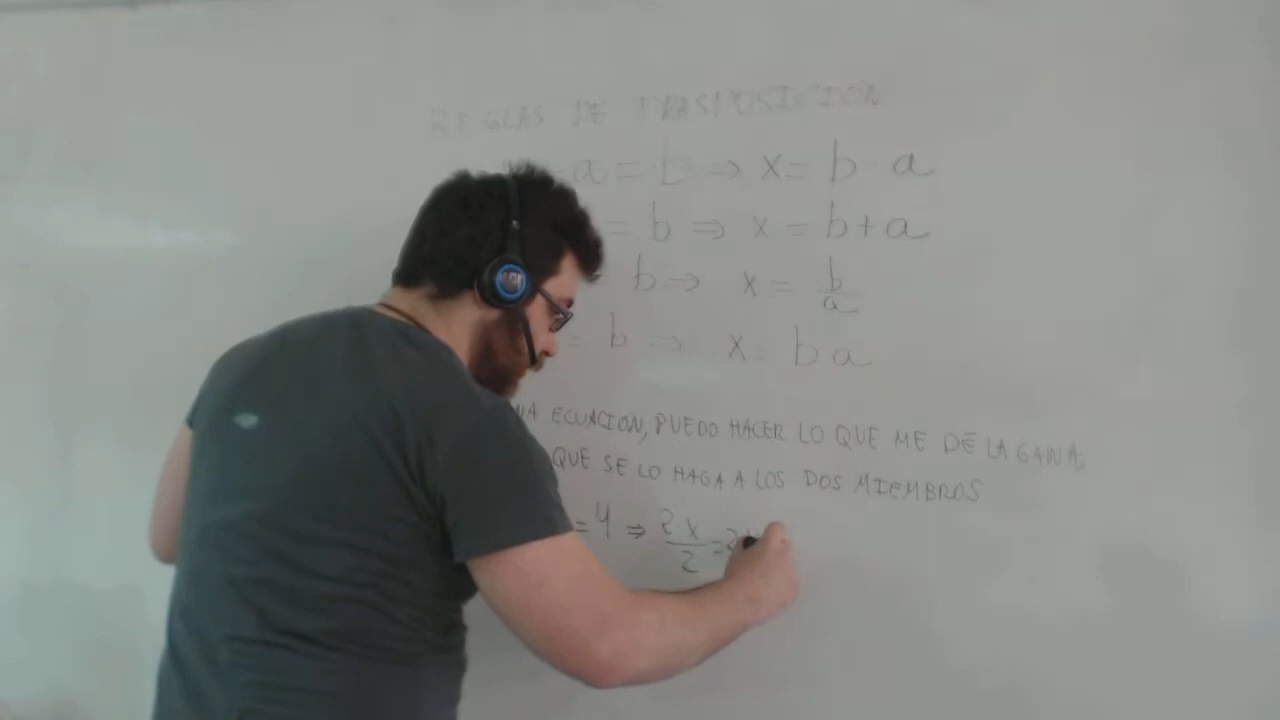 REGLAS DE TRASPOSICION
a = b ⇒ x = b - a
= b ⇒ x = b + a
b ⇒ x = b/a
= b ⇒ x = b a
ECUACION, PUEDO HACER LO QUE ME DE LA GANA,
QUE SE LO HAGA A LOS DOS MIEMBROS
= 4 ⇒ 2x/2 =